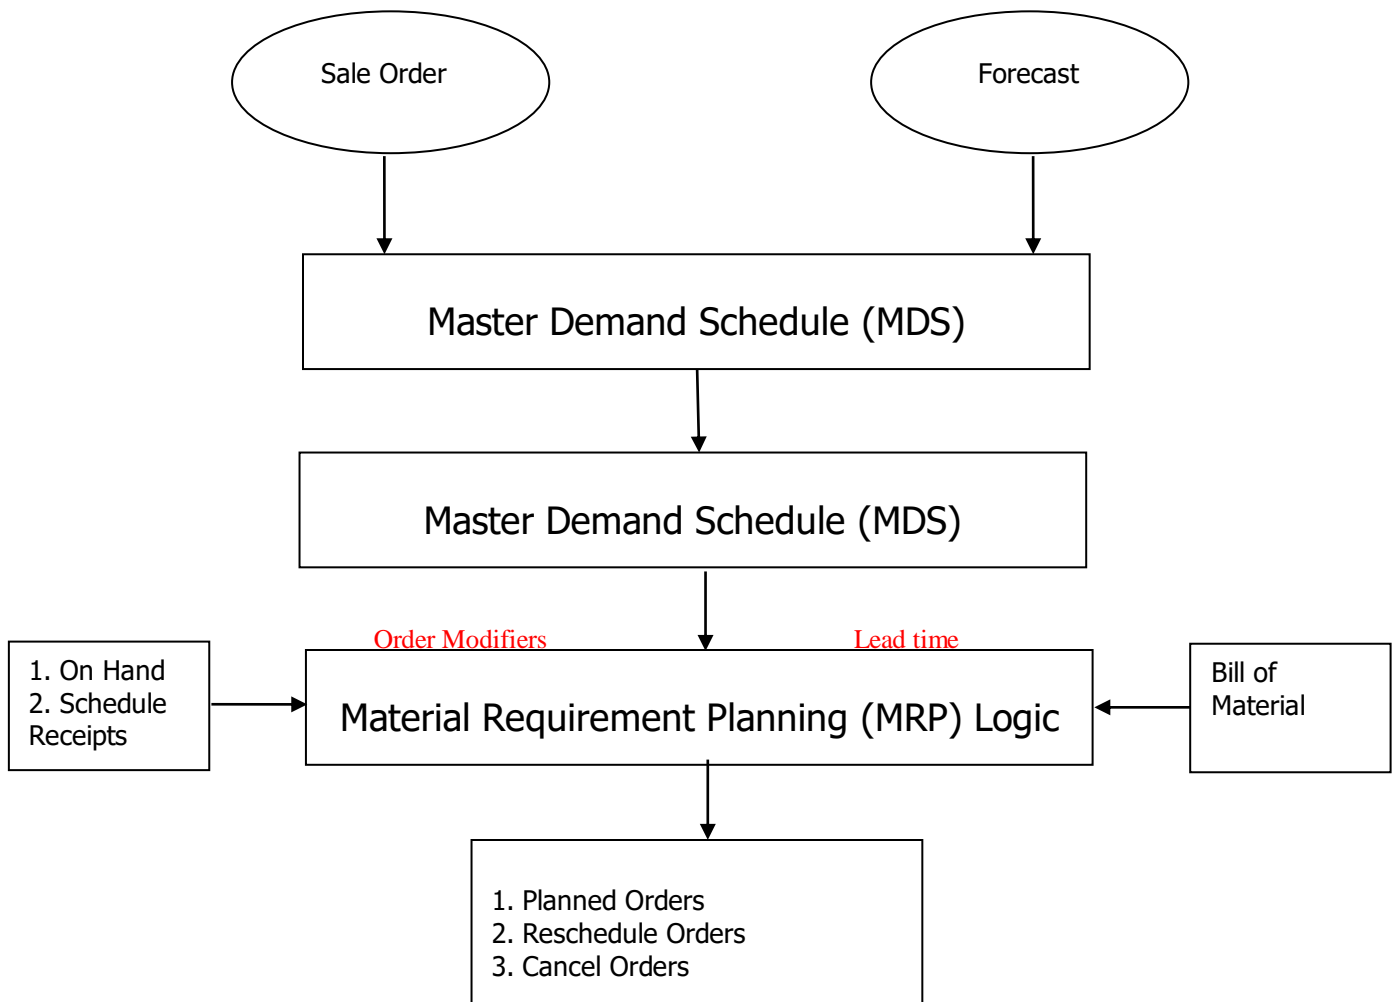 Sale Order
Forecast
Master Demand Schedule (MDS)
Master Demand Schedule (MDS)
Order Modifiers
Lead time
1. On Hand
2. Schedule
Receipts
Material Requirement Planning (MRP) Logic
Bill of
Material
1. Planned Orders
2. Reschedule Orders
3. Cancel Orders